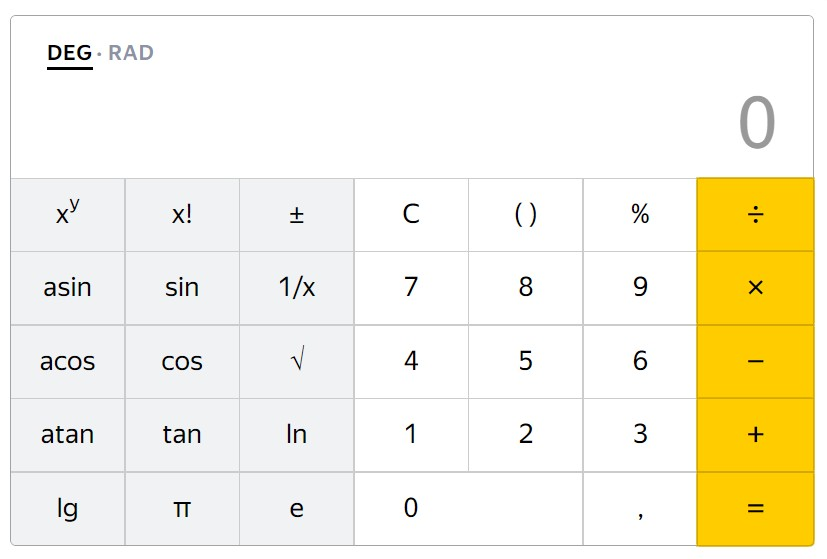 DEG · RAD
0
xʸ x! ± C ( ) % ÷
asin sin 1/x 7 8 9 ×
acos cos √ 4 5 6 −
atan tan ln 1 2 3 +
lg π e 0 , =